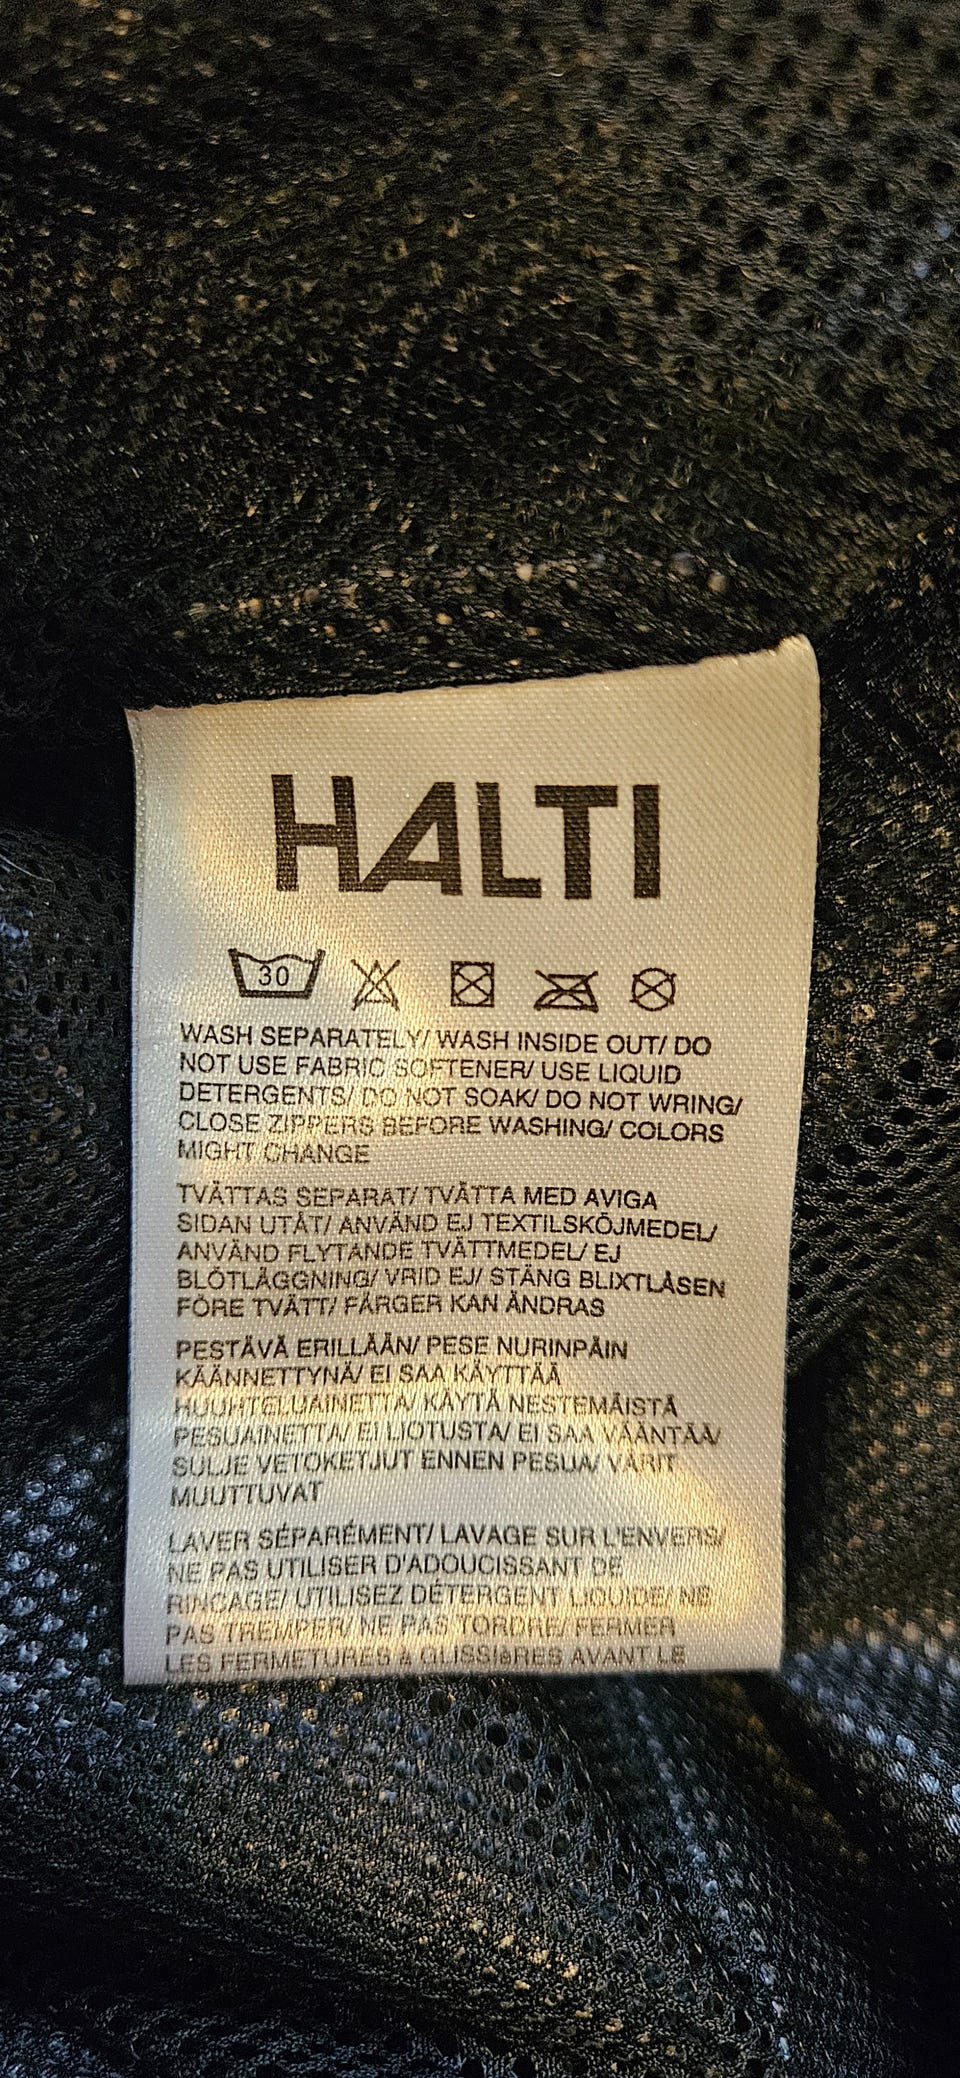 HALTI
30
WASH SEPARATELY/ WASH INSIDE OUT/ DO
NOT USE FABRIC SOFTENER/ USE LIQUID
DETERGENTS/ DO NOT SOAK/ DO NOT WRING/
CLOSE ZIPPERS BEFORE WASHING/ COLORS
MIGHT CHANGE
TVÄTTAS SEPARAT/ TVÄTTA MED AVIGA
SIDAN UTÅT/ ANVÄND EJ TEXTILSKÖJMEDEL/
ANVÄND FLYTANDE TVÄTTMEDEL/ EJ
BLÖTLÄGGNING/ VRID EJ/ STÄNG BLIXTLÅSEN
FÖRE TVÄTT/ FÄRGER KAN ÄNDRAS
PESTÄVÄ ERILLÄÄN/ PESE NURINPÄIN
KÄÄNNETTYNÄ/ EI SAA KÄYTTÄÄ
HUUHTELUAINETTA/ KÄYTÄ NESTEMÄISTÄ
PESUAINETTA/ EI LIOTUSTA/ EI SAA VÄÄNTÄÄ/
SULJE VETOKETJUT ENNEN PESUA/ VÄRIT
MUUTTUVAT
LAVER SÉPARÉMENT/ LAVAGE SUR L'ENVERS/
NE PAS UTILISER D'ADOUCISSANT DE
RINCAGE/ UTILISEZ DÉTERGENT LIQUIDE/ NE
PAS TREMPER/ NE PAS TORDRE/ FERMER
LES FERMETURES à GLISSIèRES AVANT LE